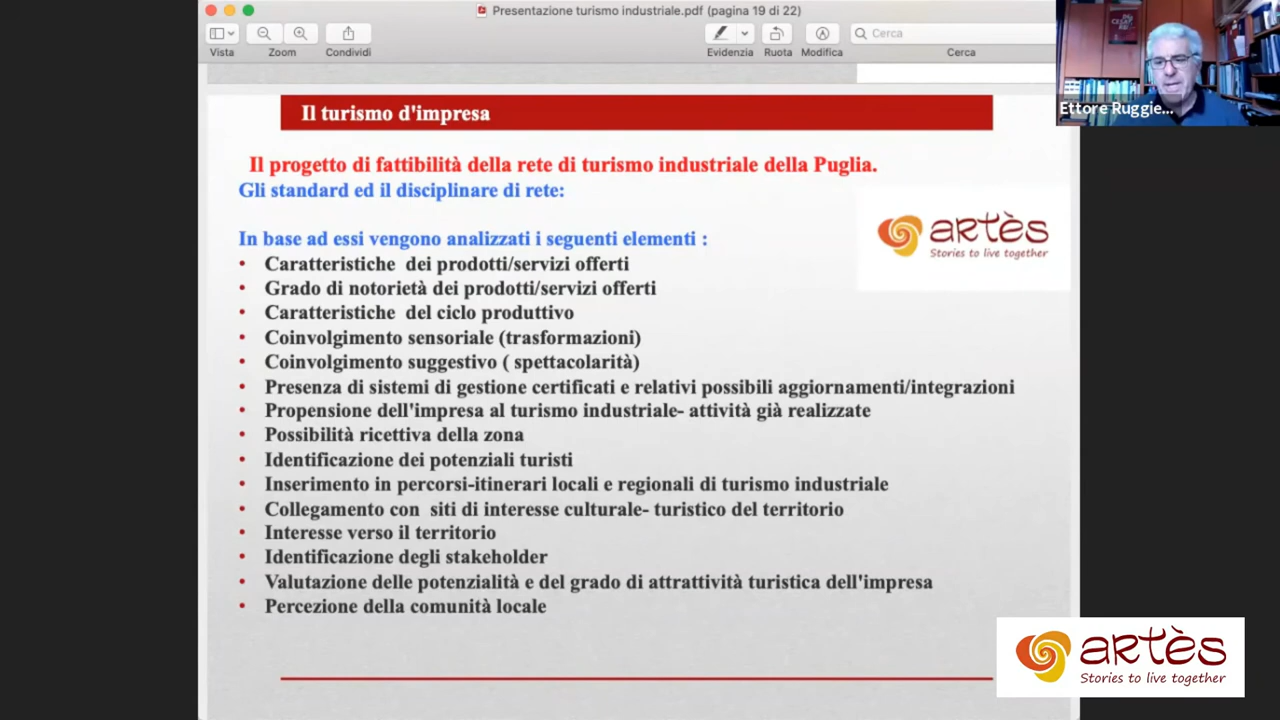 Presentazione turismo industriale.pdf (pagina 19 di 22)
Vista
Zoom
Condividi
Evidenzia
Ruota
Modifica
Cerca
Cerca
Il turismo d'impresa
Ettore Ruggie...
Il progetto di fattibilità della rete di turismo industriale della Puglia.
Gli standard ed il disciplinare di rete:
artès
Stories to live together
In base ad essi vengono analizzati i seguenti elementi :
• Caratteristiche dei prodotti/servizi offerti
• Grado di notorietà dei prodotti/servizi offerti
• Caratteristiche del ciclo produttivo
• Coinvolgimento sensoriale (trasformazioni)
• Coinvolgimento suggestivo ( spettacolarità)
• Presenza di sistemi di gestione certificati e relativi possibili aggiornamenti/integrazioni
• Propensione dell'impresa al turismo industriale- attività già realizzate
• Possibilità ricettiva della zona
• Identificazione dei potenziali turisti
• Inserimento in percorsi-itinerari locali e regionali di turismo industriale
• Collegamento con siti di interesse culturale- turistico del territorio
• Interesse verso il territorio
• Identificazione degli stakeholder
• Valutazione delle potenzialità e del grado di attrattività turistica dell'impresa
• Percezione della comunità locale
artès
Stories to live together